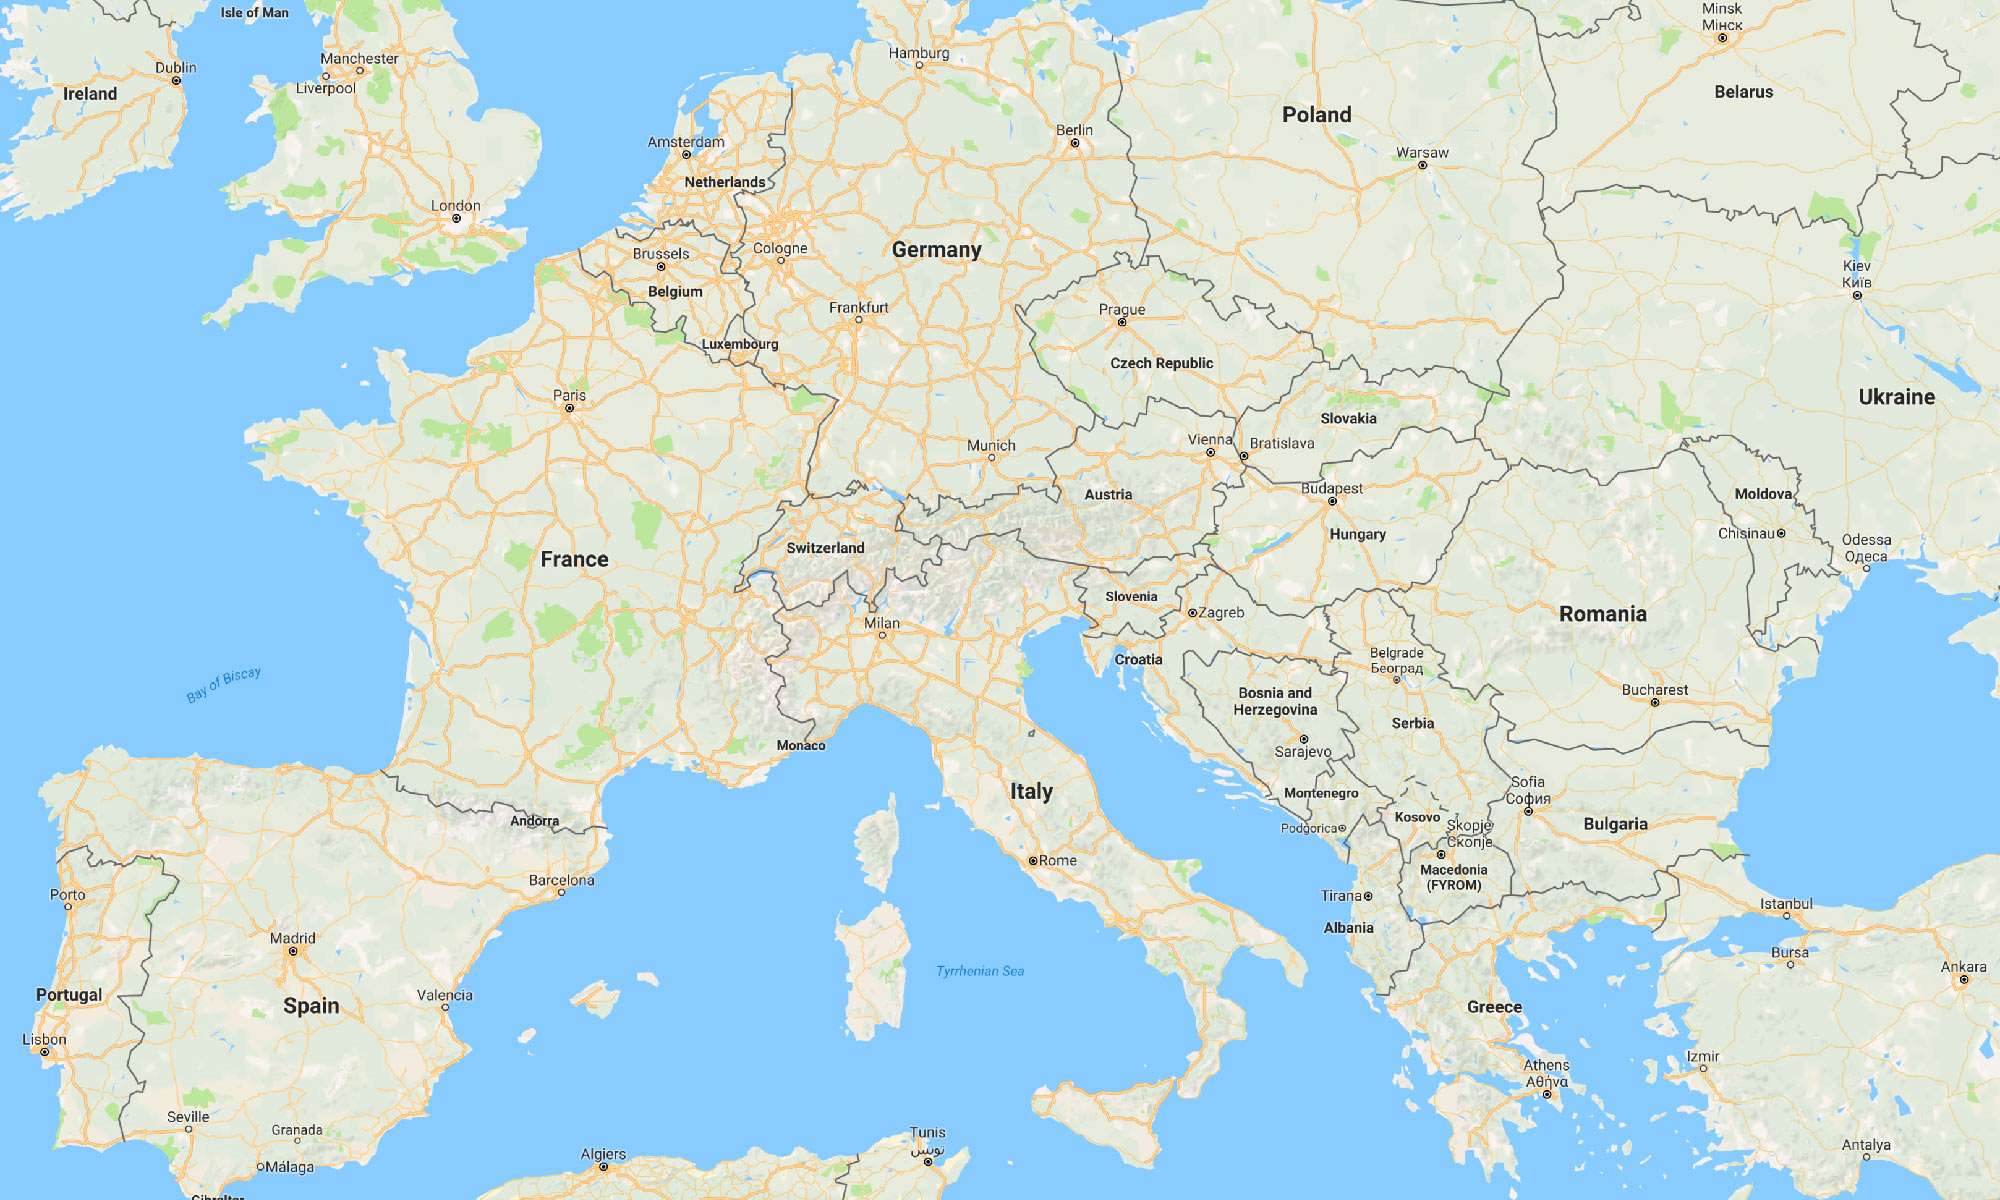 Isle of Man
Minsk
Мінск
Manchester
Hamburg
Dublin
Liverpool
Ireland
Belarus
Poland
Berlin
Amsterdam
Warsaw
Netherlands
London
Cologne
Germany
Brussels
Kiev
Київ
Belgium
Frankfurt
Prague
Luxembourg
Czech Republic
Paris
Ukraine
Slovakia
Munich
Vienna
Bratislava
Austria
Budapest
Moldova
Hungary
Chisinau
Odessa
Одеса
Switzerland
France
Slovenia
Zagreb
Romania
Milan
Croatia
Belgrade
Београд
Bay of Biscay
Bosnia and
Herzegovina
Bucharest
Serbia
Monaco
Sarajevo
Sofia
София
Italy
Montenegro
Andorra
Kosovo
Podgorica
Skopje
Скопје
Bulgaria
Rome
Macedonia
(FYROM)
Barcelona
Porto
Tirana
Istanbul
Albania
Madrid
Bursa
Tyrrhenian Sea
Ankara
Portugal
Valencia
Spain
Greece
Lisbon
Izmir
Athens
Αθήνα
Seville
Granada
Tunis
تونس
Antalya
Algiers
Málaga
Gibraltar